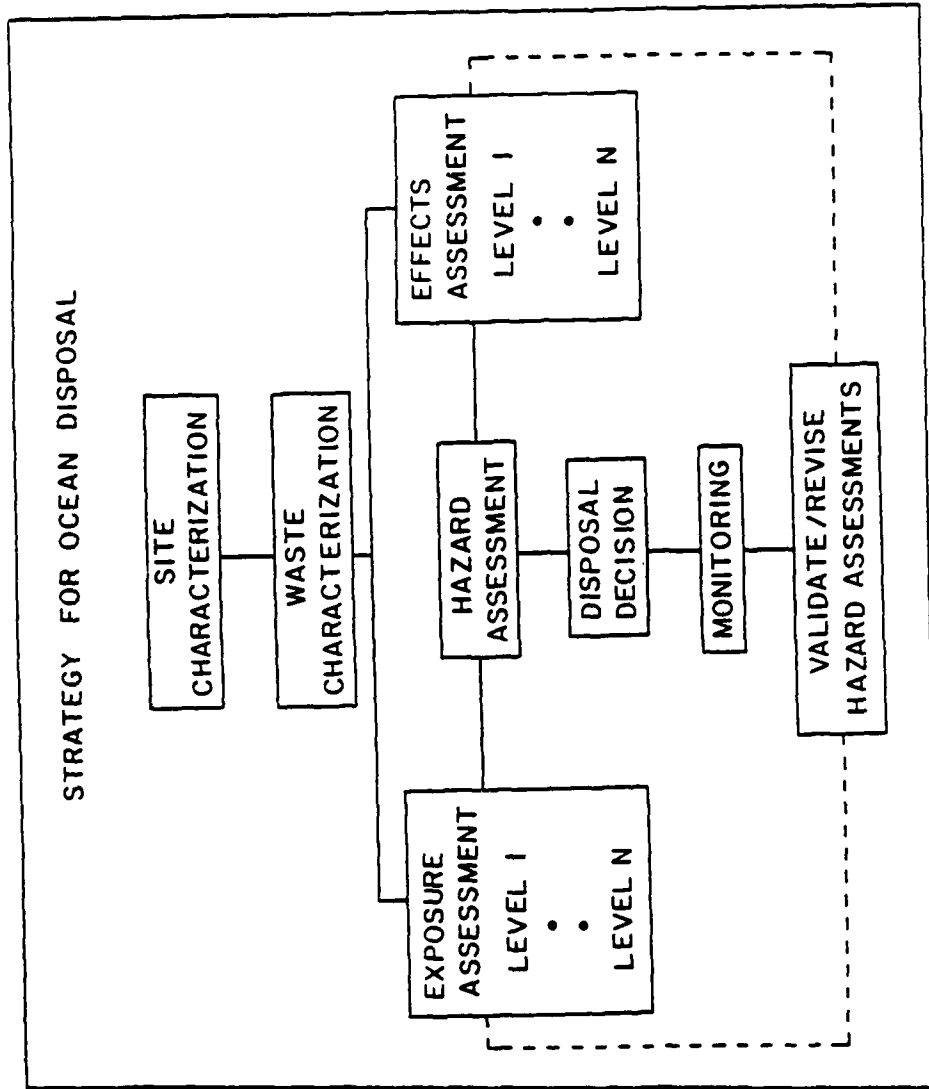 STRATEGY FOR OCEAN DISPOSAL
SITE
CHARACTERIZATION
WASTE
CHARACTERIZATION
EXPOSURE
ASSESSMENT
LEVEL I
LEVEL N
HAZARD
ASSESSMENT
EFFECTS
ASSESSMENT
LEVEL I
LEVEL N
DISPOSAL
DECISION
MONITORING
VALIDATE/REVISE
HAZARD ASSESSMENTS